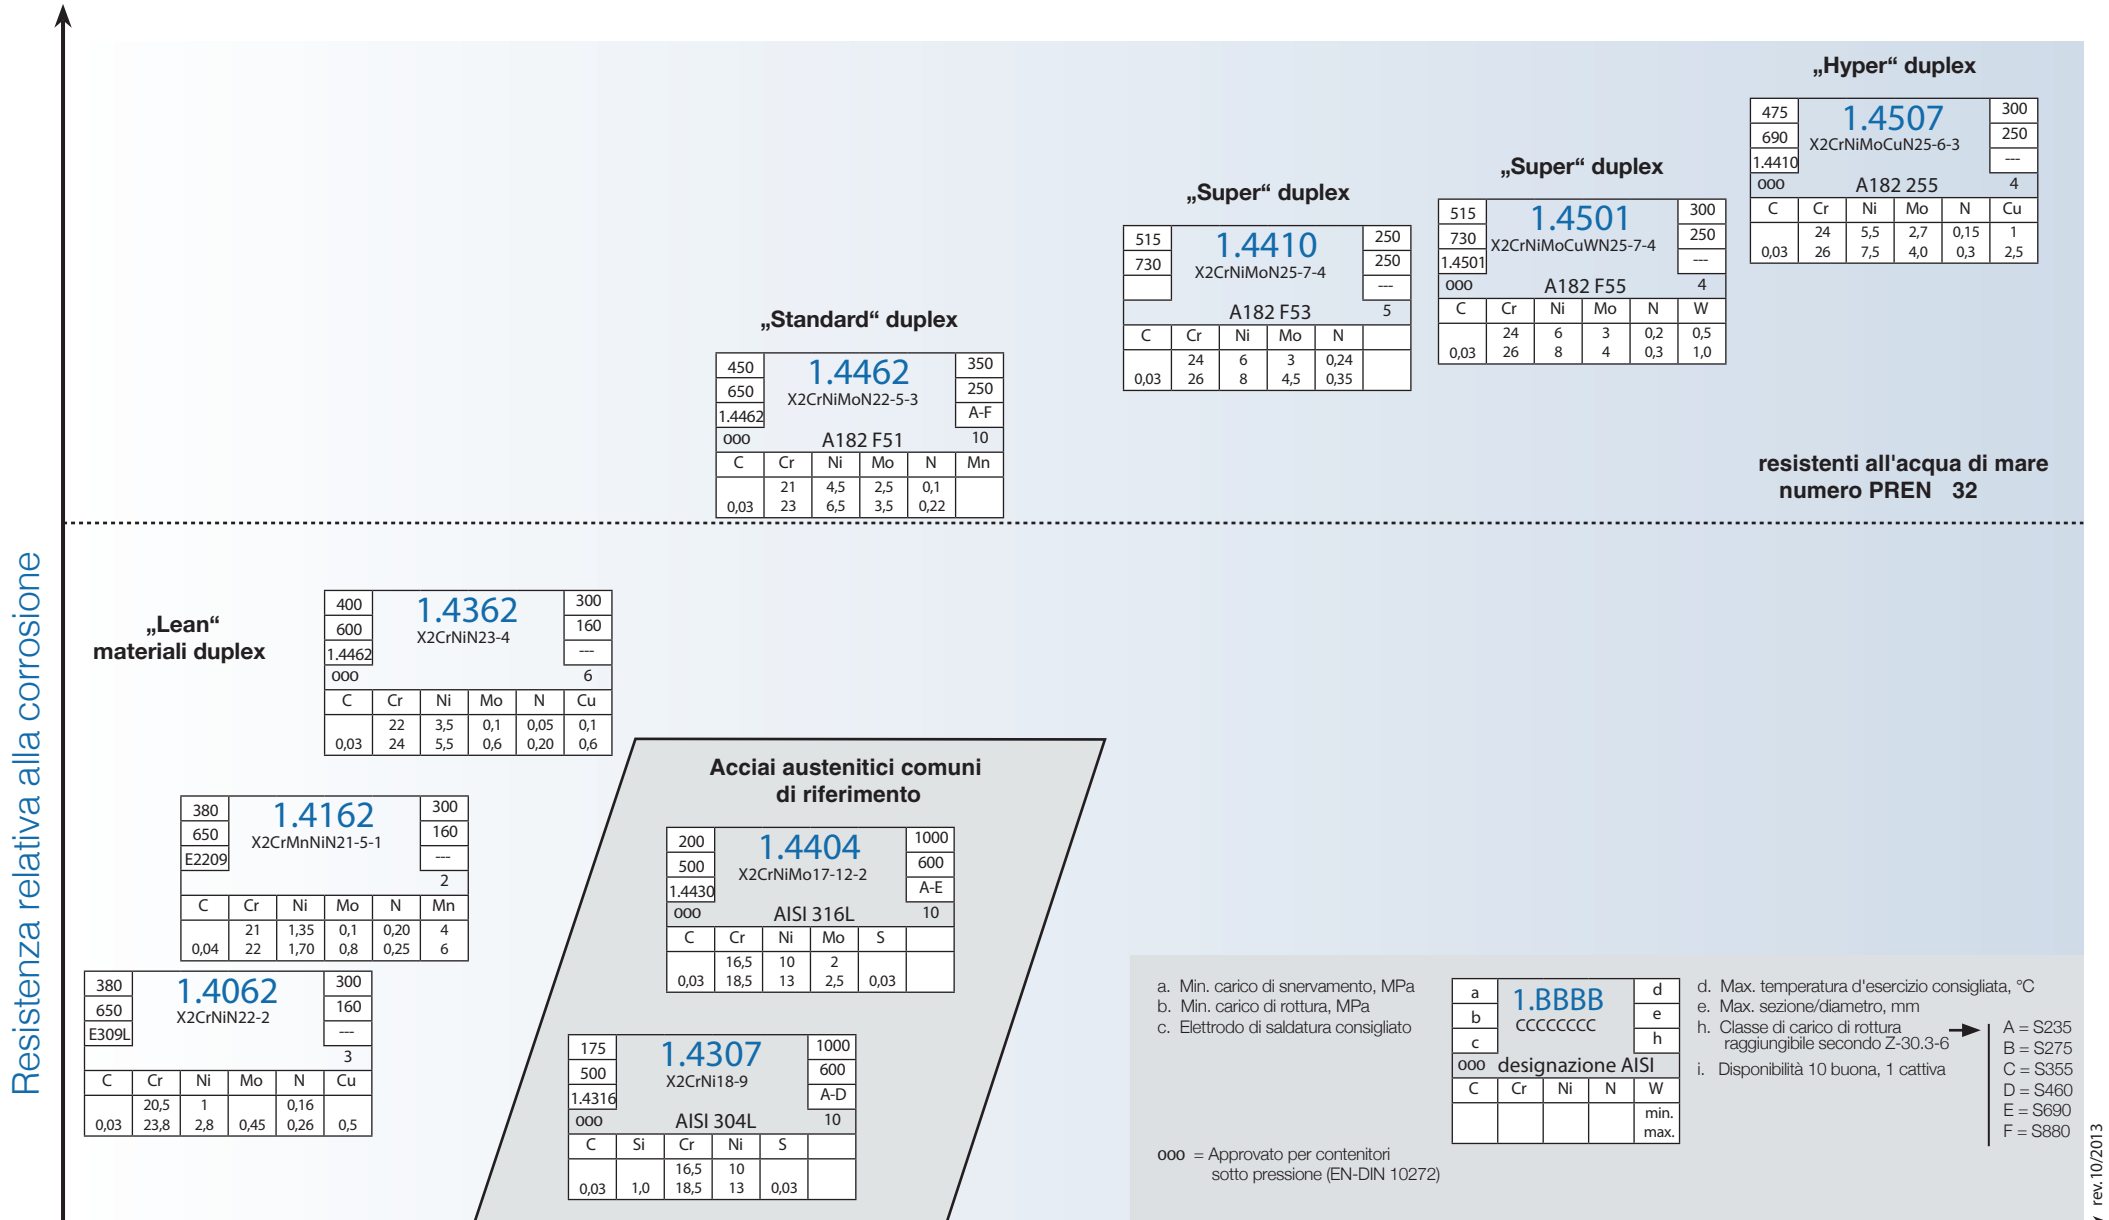 Resistenza relativa alla corrosione
„Hyper“ duplex
475 1.4507 300
690 X2CrNiMoCuN25-6-3 250
1.4410 ---
ooo A182 255 4
C Cr Ni Mo N Cu
24 5,5 2,7 0,15 1
0,03 26 7,5 4,0 0,3 2,5
„Super“ duplex
515 1.4501 300
730 X2CrNiMoCuWN25-7-4 250
1.4501 ---
ooo A182 F55 4
C Cr Ni Mo N W
24 6 3 0,2 0,5
0,03 26 8 4 0,3 1,0
„Super“ duplex
515 1.4410 250
730 X2CrNiMoN25-7-4 250
---
A182 F53 5
C Cr Ni Mo N
24 6 3 0,24
0,03 26 8 4,5 0,35
„Standard“ duplex
450 1.4462 350
650 X2CrNiMoN22-5-3 250
1.4462 A-F
ooo A182 F51 10
C Cr Ni Mo N Mn
21 4,5 2,5 0,1
0,03 23 6,5 3,5 0,22
resistenti all'acqua di mare
numero PREN 32
„Lean“
materiali duplex
400 1.4362 300
600 X2CrNiN23-4 160
1.4462 ---
ooo 6
C Cr Ni Mo N Cu
22 3,5 0,1 0,05 0,1
0,03 24 5,5 0,6 0,20 0,6
380 1.4162 300
650 X2CrMnNiN21-5-1 160
E2209 ---
2
C Cr Ni Mo N Mn
21 1,35 0,1 0,20 4
0,04 22 1,70 0,8 0,25 6
380 1.4062 300
650 X2CrNiN22-2 160
E309L ---
3
C Cr Ni Mo N Cu
20,5 1 0,16
0,03 23,8 2,8 0,45 0,26 0,5
Acciai austenitici comuni
di riferimento
200 1.4404 1000
500 X2CrNiMo17-12-2 600
1.4430 A-E
ooo AISI 316L 10
C Cr Ni Mo S
16,5 10 2
0,03 18,5 13 2,5 0,03
175 1.4307 1000
500 X2CrNi18-9 600
1.4316 A-D
ooo AISI 304L 10
C Si Cr Ni S
16,5 10
0,03 1,0 18,5 13 0,03
a. Min. carico di snervamento, MPa
b. Min. carico di rottura, MPa
c. Elettrodo di saldatura consigliato
ooo = Approvato per contenitori
sotto pressione (EN-DIN 10272)
a 1.BBBB d
b CCCCCCCC e
c h
ooo designazione AISI
C Cr Ni N W
min.
max.
d. Max. temperatura d'esercizio consigliata, °C
e. Max. sezione/diametro, mm
h. Classe di carico di rottura
raggiungibile secondo Z-30.3-6
i. Disponibilità 10 buona, 1 cattiva
A = S235
B = S275
C = S355
D = S460
E = S690
F = S880
rev.10/2013